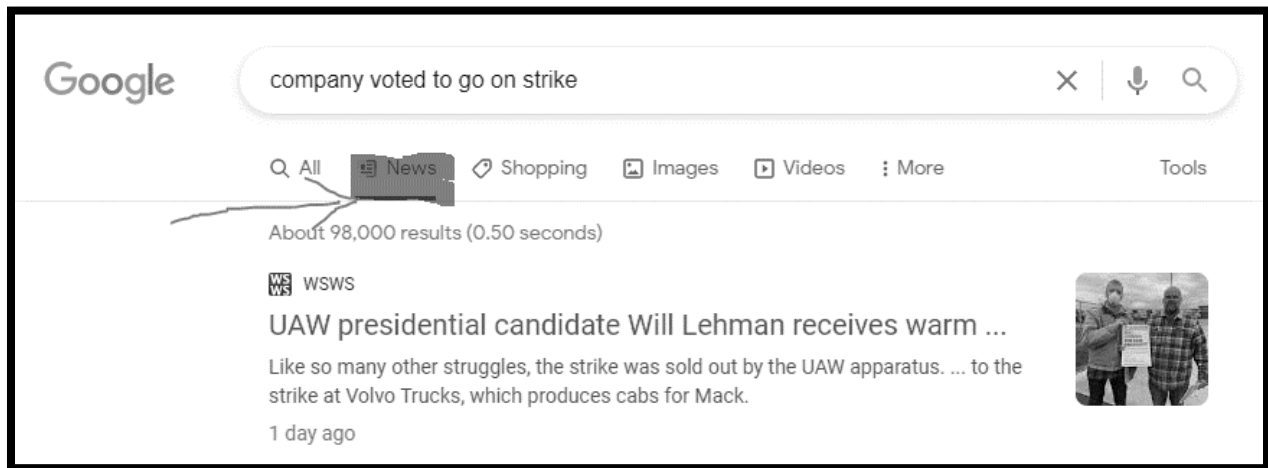 Google
company voted to go on strike
All News Shopping Images Videos More Tools
About 98,000 results (0.50 seconds)
WS WS WSWS
UAW presidential candidate Will Lehman receives warm ...
Like so many other struggles, the strike was sold out by the UAW apparatus. ... to the
strike at Volvo Trucks, which produces cabs for Mack.
1 day ago